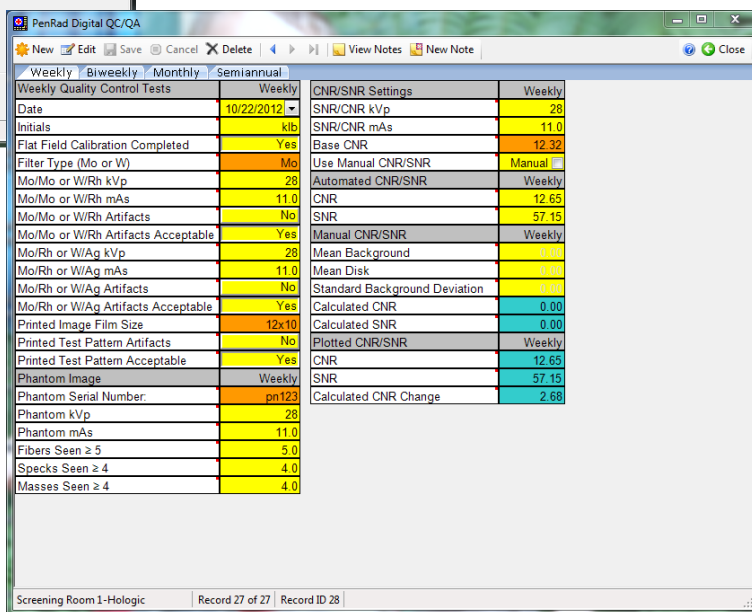 PenRad Digital QC/QA
New Edit Save Cancel Delete View Notes New Note Close
Weekly Biweekly Monthly Semiannual
Weekly Quality Control Tests Weekly
Date 10/22/2012
Initials klb
Flat Field Calibration Completed Yes
Filter Type (Mo or W) Mo
Mo/Mo or W/Rh kVp 28
Mo/Mo or W/Rh mAs 11.0
Mo/Mo or W/Rh Artifacts No
Mo/Mo or W/Rh Artifacts Acceptable Yes
Mo/Rh or W/Ag kVp 28
Mo/Rh or W/Ag mAs 11.0
Mo/Rh or W/Ag Artifacts No
Mo/Rh or W/Ag Artifacts Acceptable Yes
Printed Image Film Size 12x10
Printed Test Pattern Artifacts No
Printed Test Pattern Acceptable Yes
Phantom Image Weekly
Phantom Serial Number: pn123
Phantom kVp 28
Phantom mAs 11.0
Fibers Seen ≥ 5 5.0
Specks Seen ≥ 4 4.0
Masses Seen ≥ 4 4.0
CNR/SNR Settings Weekly
SNR/CNR kVp 28
SNR/CNR mAs 11.0
Base CNR 12.32
Use Manual CNR/SNR Manual
Automated CNR/SNR Weekly
CNR 12.65
SNR 57.15
Manual CNR/SNR Weekly
Mean Background 0.00
Mean Disk 0.00
Standard Background Deviation 0.00
Calculated CNR 0.00
Calculated SNR 0.00
Plotted CNR/SNR Weekly
CNR 12.65
SNR 57.15
Calculated CNR Change 2.68
Screening Room 1-Hologic Record 27 of 27 Record ID 28